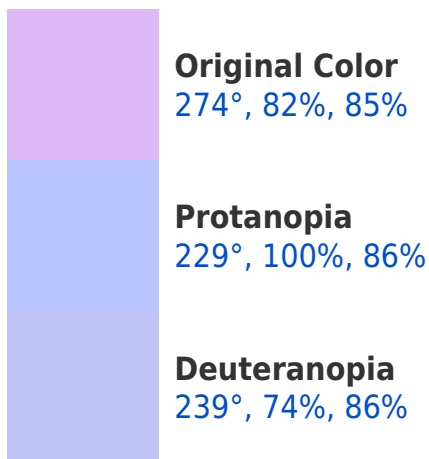 Original Color
274°, 82%, 85%
Protanopia
229°, 100%, 86%
Deuteranopia
239°, 74%, 86%